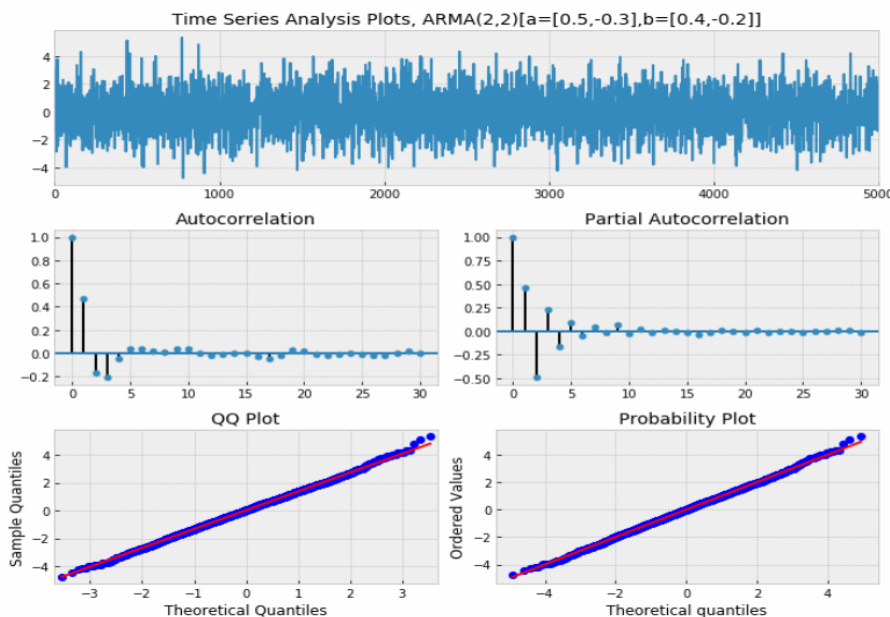 Time Series Analysis Plots, ARMA(2,2)[a=[0.5,-0.3],b=[0.4,-0.2]]
4
2
0
−2
−4
0 1000 2000 3000 4000 5000
Autocorrelation
1.0
0.8
0.6
0.4
0.2
0.0
−0.2
0 5 10 15 20 25 30
Partial Autocorrelation
1.00
0.75
0.50
0.25
0.00
−0.25
−0.50
0 5 10 15 20 25 30
QQ Plot
Sample Quantiles
4
2
0
−2
−4
−3 −2 −1 0 1 2 3
Theoretical Quantiles
Probability Plot
Ordered Values
4
2
0
−2
−4
−4 −2 0 2 4
Theoretical quantiles